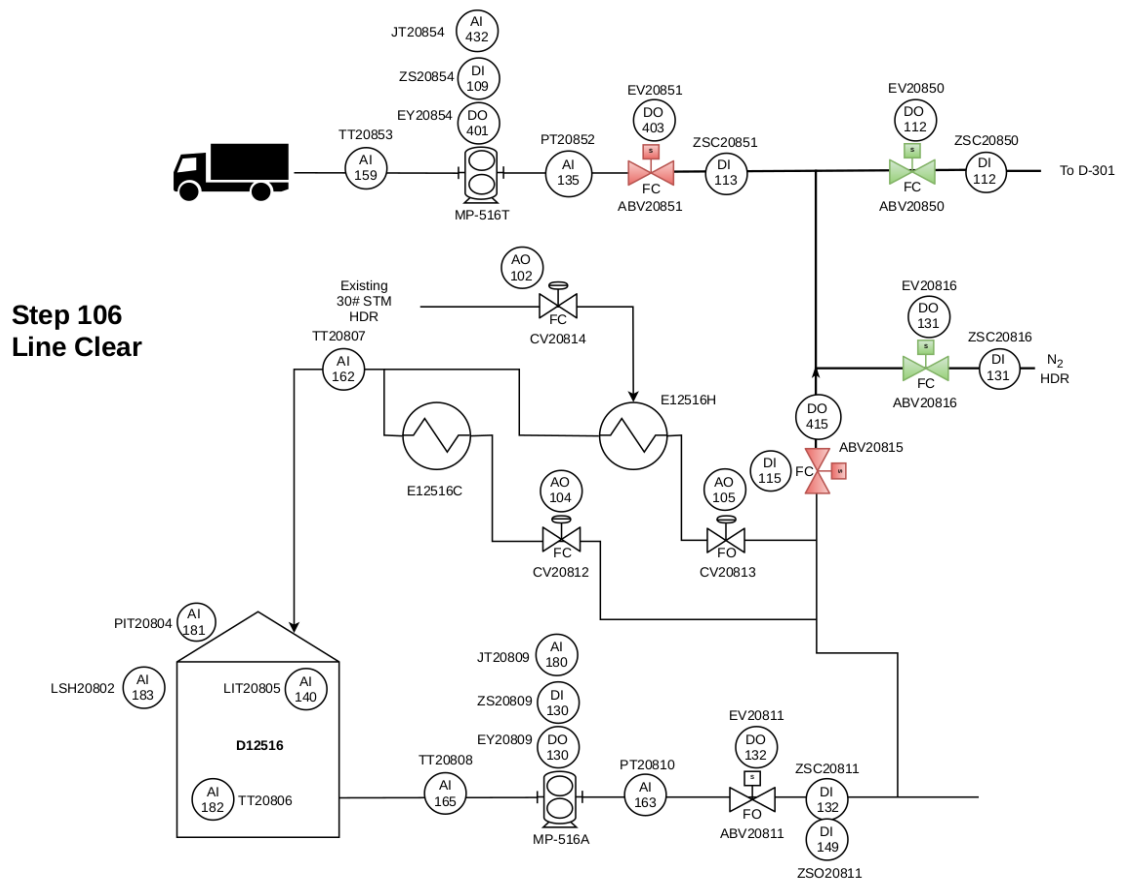 JT20854
AI
432
ZS20854
DI
109
EY20854
DO
401
TT20853
AI
159
MP-516T
PT20852
AI
135
EV20851
DO
403
S
FC
ABV20851
ZSC20851
DI
113
EV20850
DO
112
S
FC
ABV20850
ZSC20850
DI
112
To D-301
Step 106
Line Clear
AO
102
FC
CV20814
Existing
30# STM
HDR
TT20807
AI
162
EV20816
DO
131
S
FC
ABV20816
ZSC20816
DI
131
N2
HDR
E12516C
E12516H
DO
415
ABV20815
DI
115
FC
S
AO
104
FC
CV20812
AO
105
FO
CV20813
PIT20804
AI
181
LSH20802
AI
183
LIT20805
AI
140
D12516
AI
182
TT20806
TT20808
AI
165
JT20809
AI
180
ZS20809
DI
130
EY20809
DO
130
MP-516A
PT20810
AI
163
EV20811
DO
132
S
FO
ABV20811
ZSC20811
DI
132
DI
149
ZSO20811